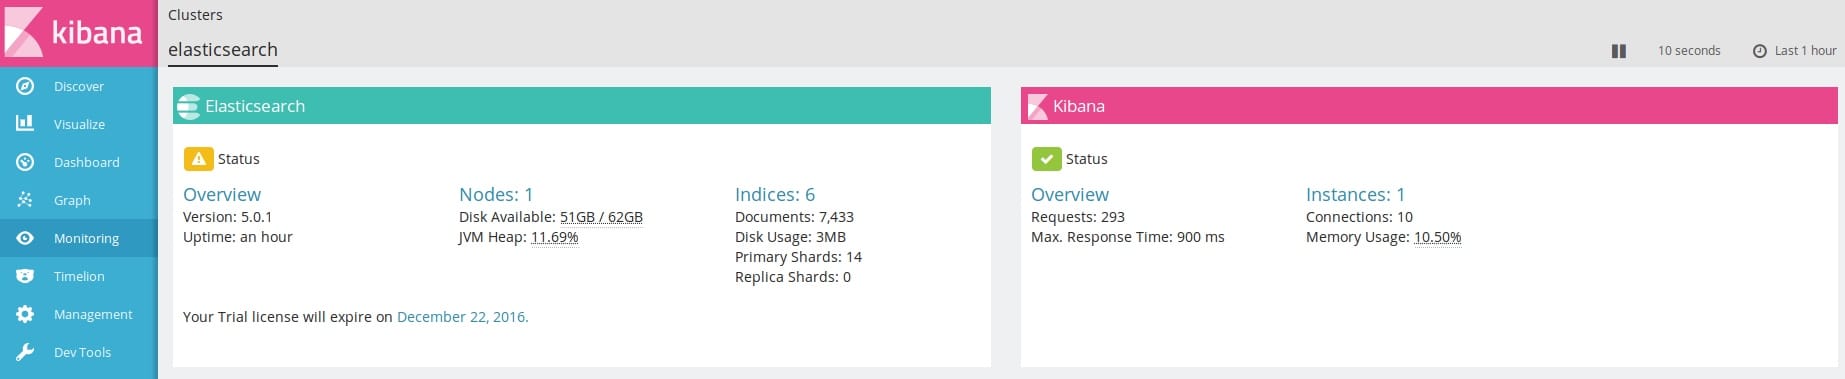 kibana
Discover
Visualize
Dashboard
Graph
Monitoring
Timelion
Management
Dev Tools
Clusters
elasticsearch
10 seconds
Last 1 hour
Elasticsearch
Status
Overview
Version: 5.0.1
Uptime: an hour
Nodes: 1
Disk Available: 51GB / 62GB
JVM Heap: 11.69%
Indices: 6
Documents: 7,433
Disk Usage: 3MB
Primary Shards: 14
Replica Shards: 0
Your Trial license will expire on December 22, 2016.
Kibana
Status
Overview
Requests: 293
Max. Response Time: 900 ms
Instances: 1
Connections: 10
Memory Usage: 10.50%